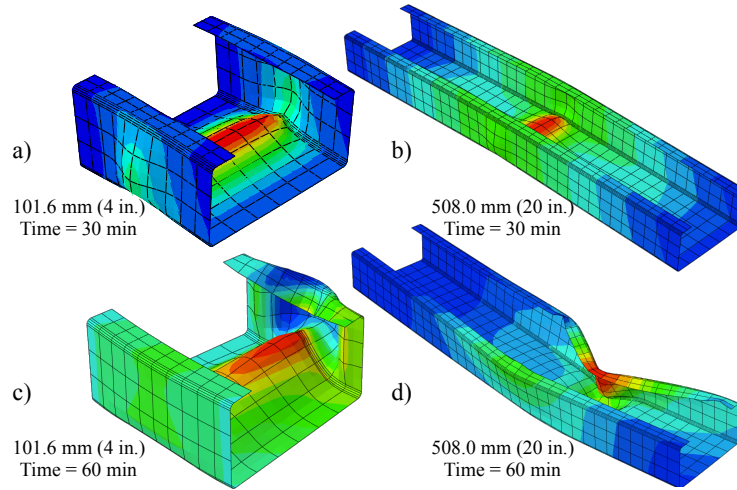 a)
101.6 mm (4 in.)
Time = 30 min
b)
508.0 mm (20 in.)
Time = 30 min
c)
101.6 mm (4 in.)
Time = 60 min
d)
508.0 mm (20 in.)
Time = 60 min